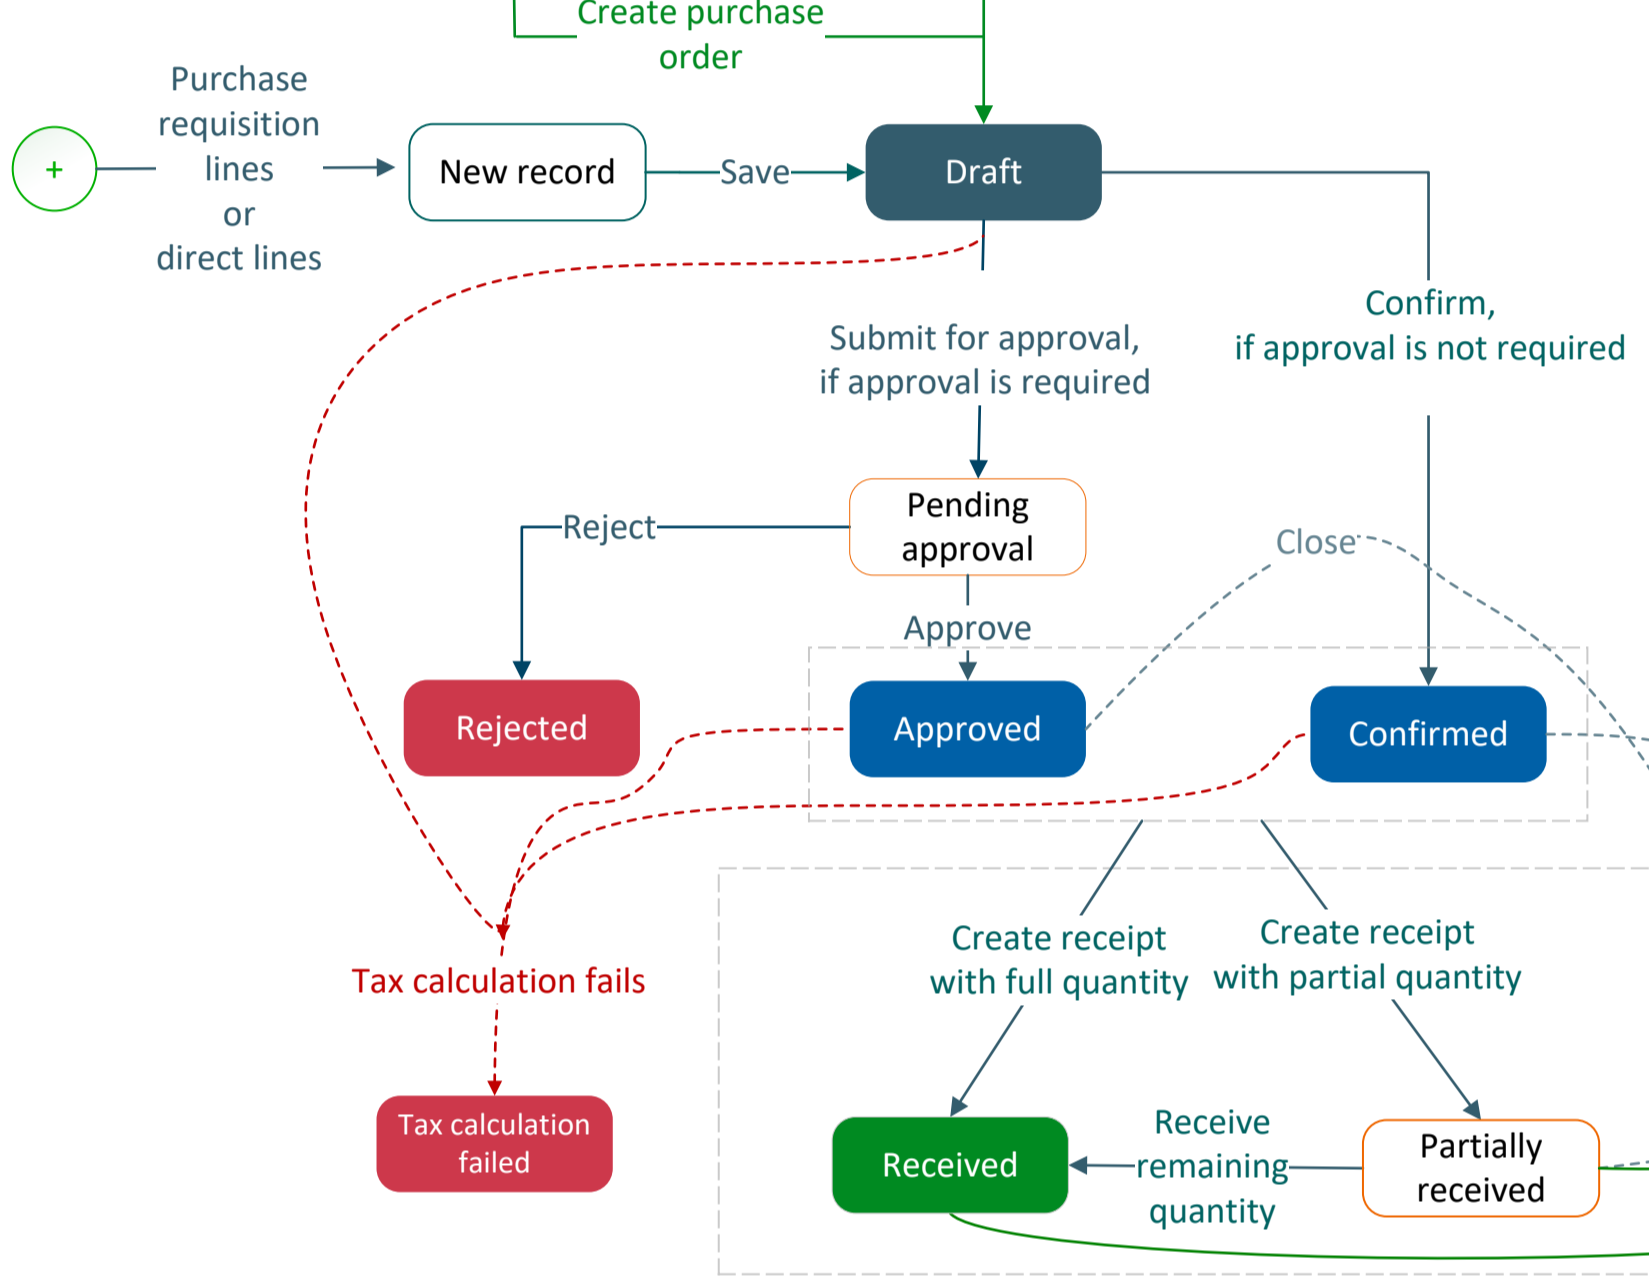 Create purchase
order
Purchase
requisition
lines
or
direct lines
+
New record
Save
Draft
Confirm,
if approval is not required
Submit for approval,
if approval is required
Pending
approval
Reject
Close
Approve
Rejected
Approved
Confirmed
Create receipt
with full quantity
Create receipt
with partial quantity
Tax calculation fails
Tax calculation
failed
Received
Receive
remaining
quantity
Partially
received